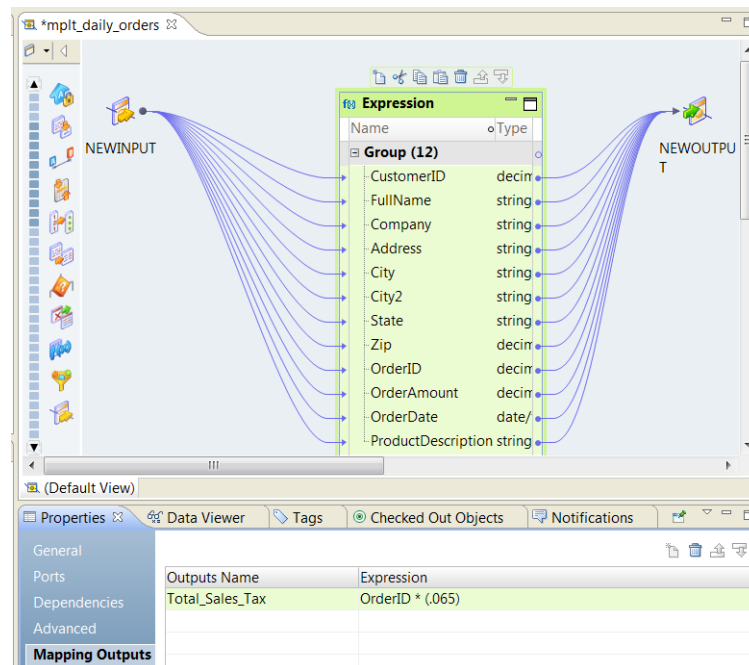 *mplt_daily_orders
NEWINPUT
f(x) Expression
Name Type
Group (12)
CustomerID decim
FullName string
Company string
Address string
City string
City2 string
State string
Zip decim
OrderID decim
OrderAmount decim
OrderDate date/
ProductDescription string
NEWOUTPU
T
(Default View)
Properties Data Viewer Tags Checked Out Objects Notifications
General
Ports
Dependencies
Advanced
Mapping Outputs
Outputs Name Expression
Total_Sales_Tax OrderID * (.065)